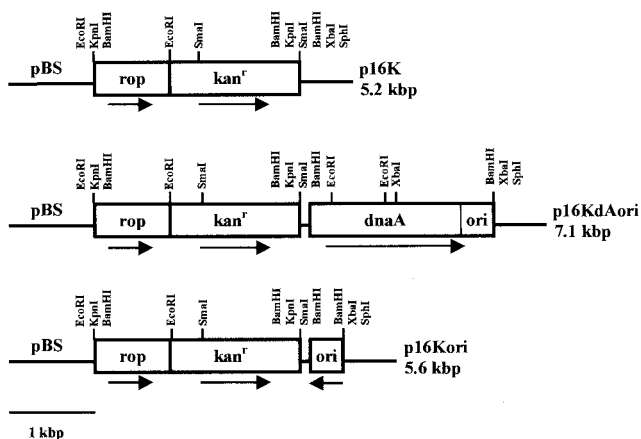 EcoRI
KpnI
BamHI
EcoRI
SmaI
BamHI
KpnI
SmaI
BamHI
XbaI
SphI
pBS
rop
kanʳ
p16K
5.2 kbp
EcoRI
KpnI
BamHI
EcoRI
SmaI
BamHI
KpnI
SmaI
BamHI
EcoRI
EcoRI
XbaI
BamHI
XbaI
SphI
pBS
rop
kanʳ
dnaA
ori
p16KdAori
7.1 kbp
EcoRI
KpnI
BamHI
EcoRI
SmaI
BamHI
KpnI
SmaI
BamHI
BamHI
XbaI
SphI
pBS
rop
kanʳ
ori
p16Kori
5.6 kbp
1 kbp